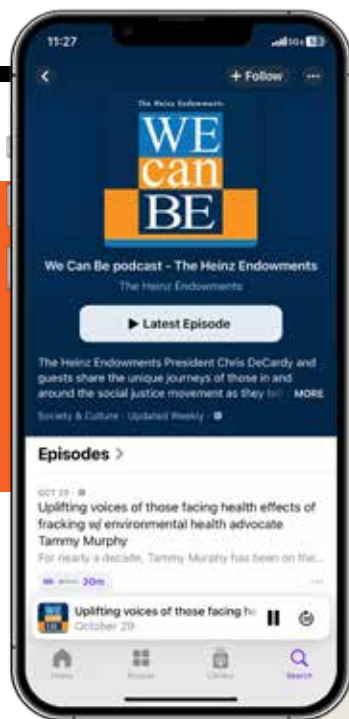 11:27
+ Follow
The Heinz Endowments
WE
can
BE
We Can Be podcast - The Heinz Endowments
The Heinz Endowments
Latest Episode
The Heinz Endowments President Chris DeCardy and
guests share the unique journeys of those in and
around the social justice movement as they tell MORE
Society & Culture · Updated Weekly ·
Episodes
OCT 29 ·
Uplifting voices of those facing health effects of
fracking w/ environmental health advocate
Tammy Murphy
For nearly a decade, Tammy Murphy has been on the...
30m
Uplifting voices of those facing he
October 29
Home
Browse
Library
Search